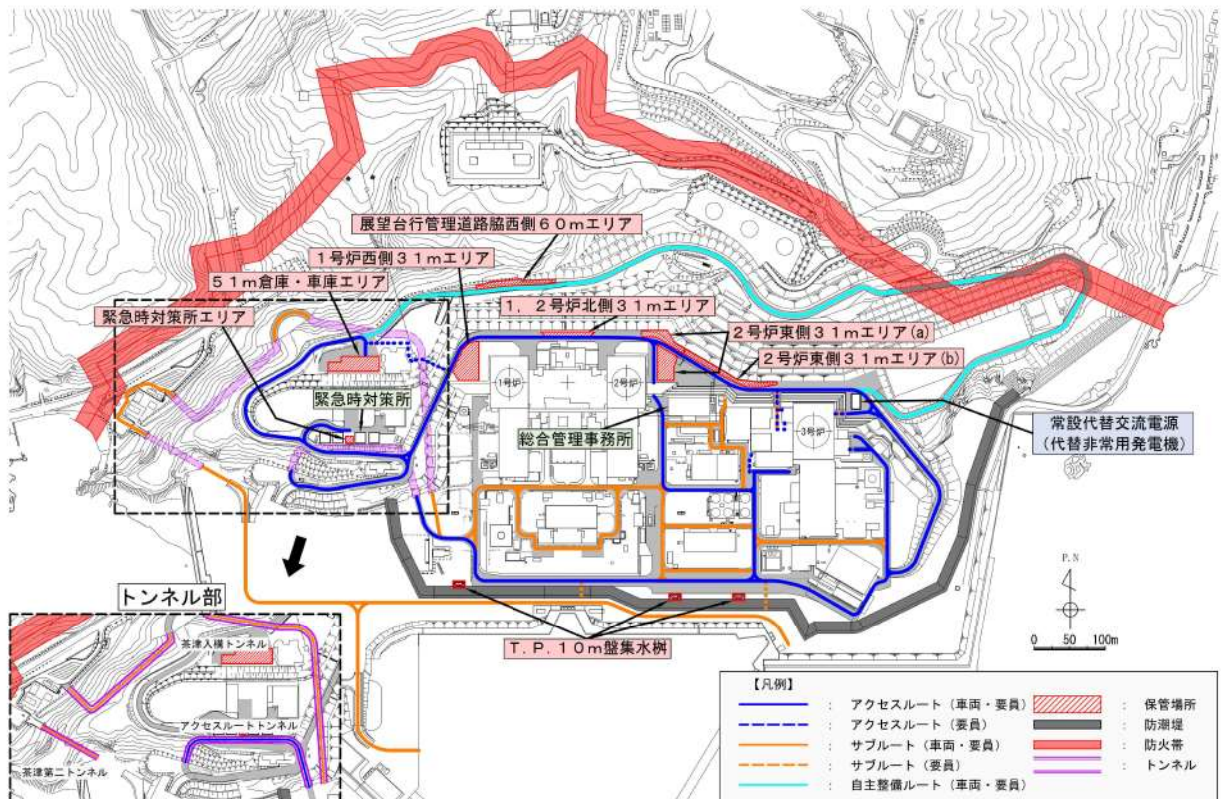 展望台行管理道路脇西側６０ｍエリア
１号炉西側３１ｍエリア
５１ｍ倉庫・車庫エリア
緊急時対策所エリア
１，２号炉北側３１ｍエリア
２号炉東側３１ｍエリア(a)
２号炉東側３１ｍエリア(b)
1号炉
2号炉
3号炉
緊急時対策所
総合管理事務所
常設代替交流電源
（代替非常用発電機）
T．P．１０ｍ盤集水桝
P.N
0 50 100m
トンネル部
茶津入構トンネル
アクセスルートトンネル
茶津第二トンネル
【凡例】
： アクセスルート（車両・要員）
： アクセスルート（要員）
： サブルート（車両・要員）
： サブルート（要員）
： 自主整備ルート（車両・要員）
： 保管場所
： 防潮堤
： 防火帯
： トンネル